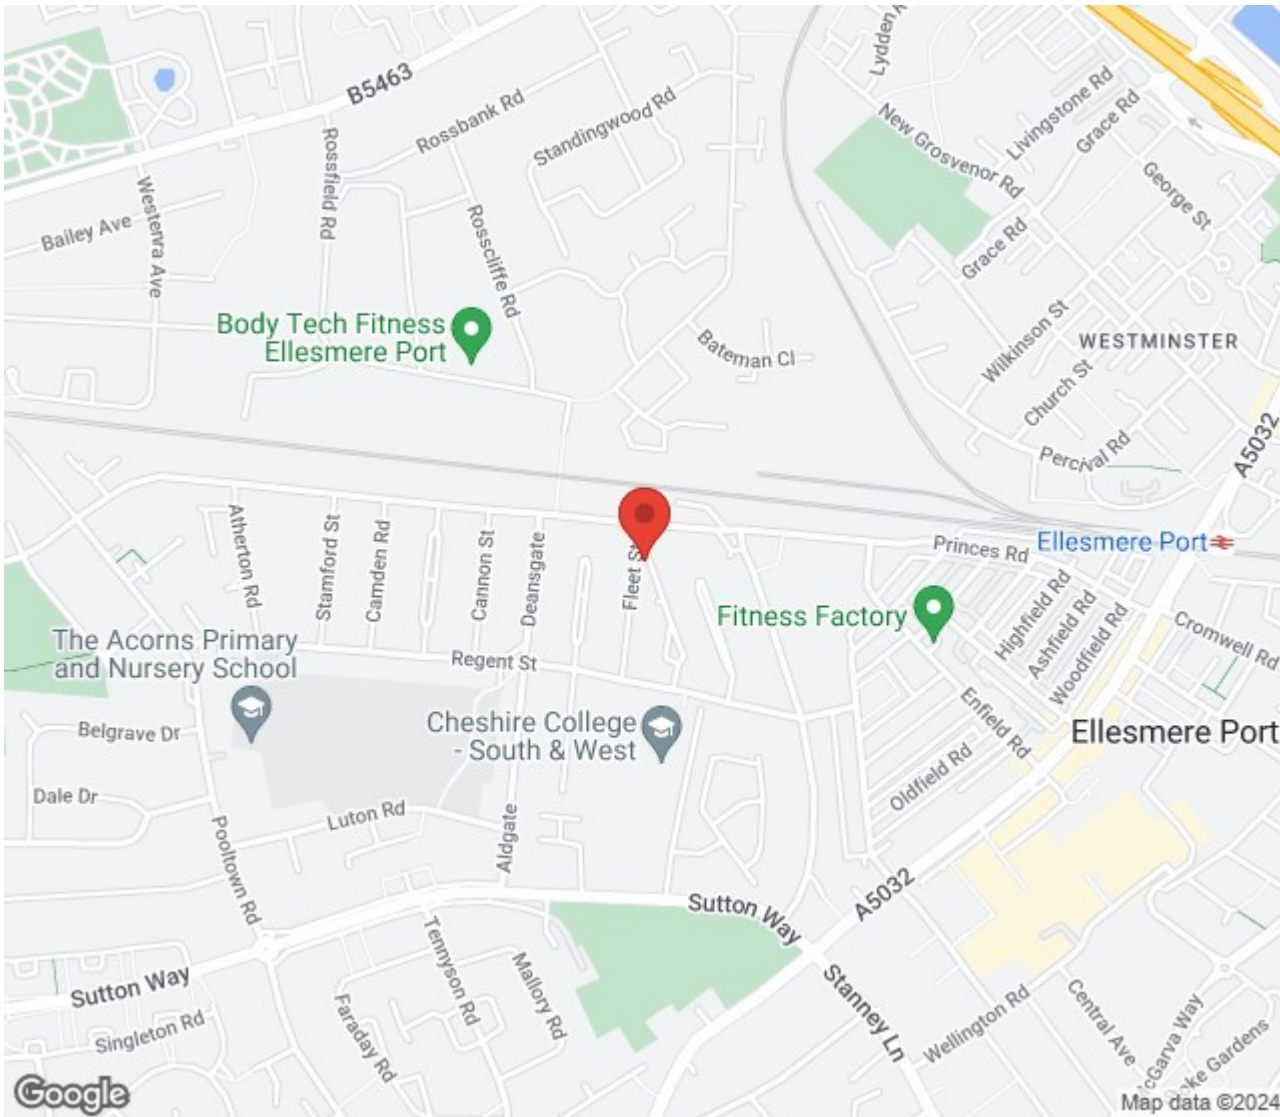 Lydden A
B5463
Rossbank Rd
Standingwood Rd
Livingstone Rd
Grace Rd
New Grosvenor Rd
George St
Rossfield Rd
Westenra Ave
Bailey Ave
Rosscliffe Rd
Grace Rd
Body Tech Fitness
Ellesmere Port
Bateman Cl
Wilkinson St
WESTMINSTER
Church St
Percival Rd
A5032
Atherton Rd
Stamford St
Camden Rd
Cannon St
Deansgate
Fleet St
Princes Rd
Ellesmere Port
Fitness Factory
Highfield Rd
Ashfield Rd
Woodfield Rd
Cromwell Rd
The Acorns Primary
and Nursery School
Regent St
Belgrave Dr
Cheshire College
- South & West
Enfield Rd
Ellesmere Port
Dale Dr
Luton Rd
Oldfield Rd
Pooltown Rd
Aldgate
A5032
Sutton Way
Sutton Way
Tennyson Rd
Mallory Rd
Faraday Rd
Singleton Rd
Stanney Ln
Wellington Rd
Central Ave
McGarva Way
oke Gardens
Google
Map data ©2024